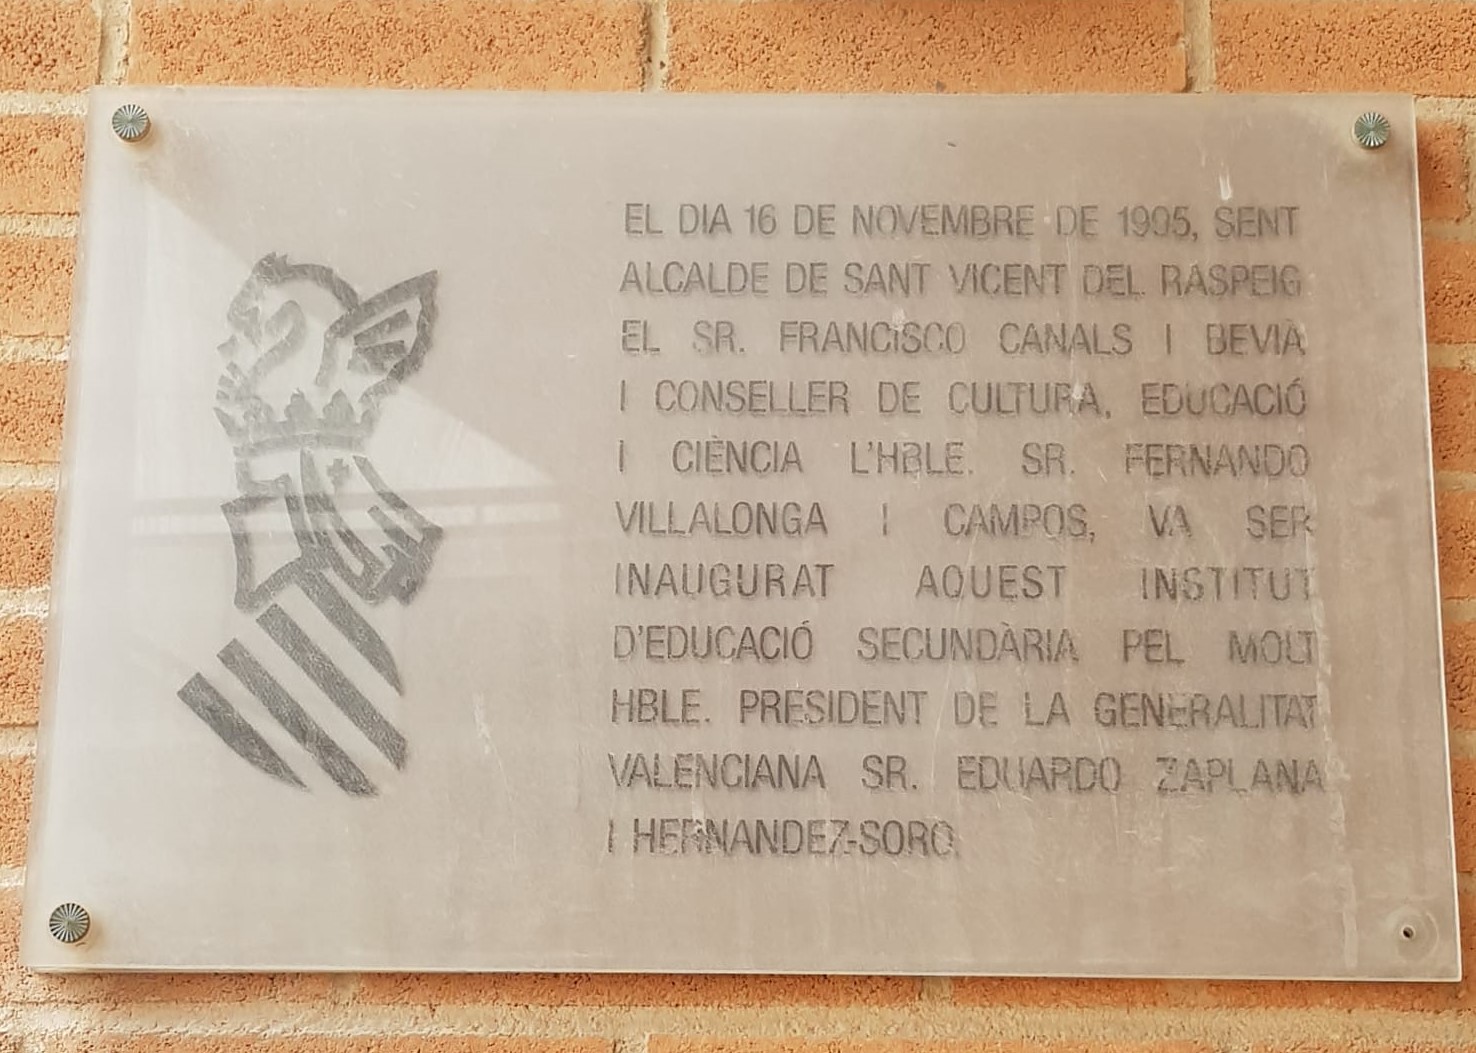 EL DIA 16 DE NOVEMBRE DE 1995, SENT
ALCALDE DE SANT VICENT DEL RASPEIG
EL SR. FRANCISCO CANALS I BEVIÀ
I CONSELLER DE CULTURA, EDUCACIÓ
I CIÈNCIA L'HBLE. SR. FERNANDO
VILLALONGA I CAMPOS, VA SER
INAUGURAT AQUEST INSTITUT
D'EDUCACIÓ SECUNDÀRIA PEL MOLT
HBLE. PRESIDENT DE LA GENERALITAT
VALENCIANA SR. EDUARDO ZAPLANA
I HERNANDEZ-SORO.